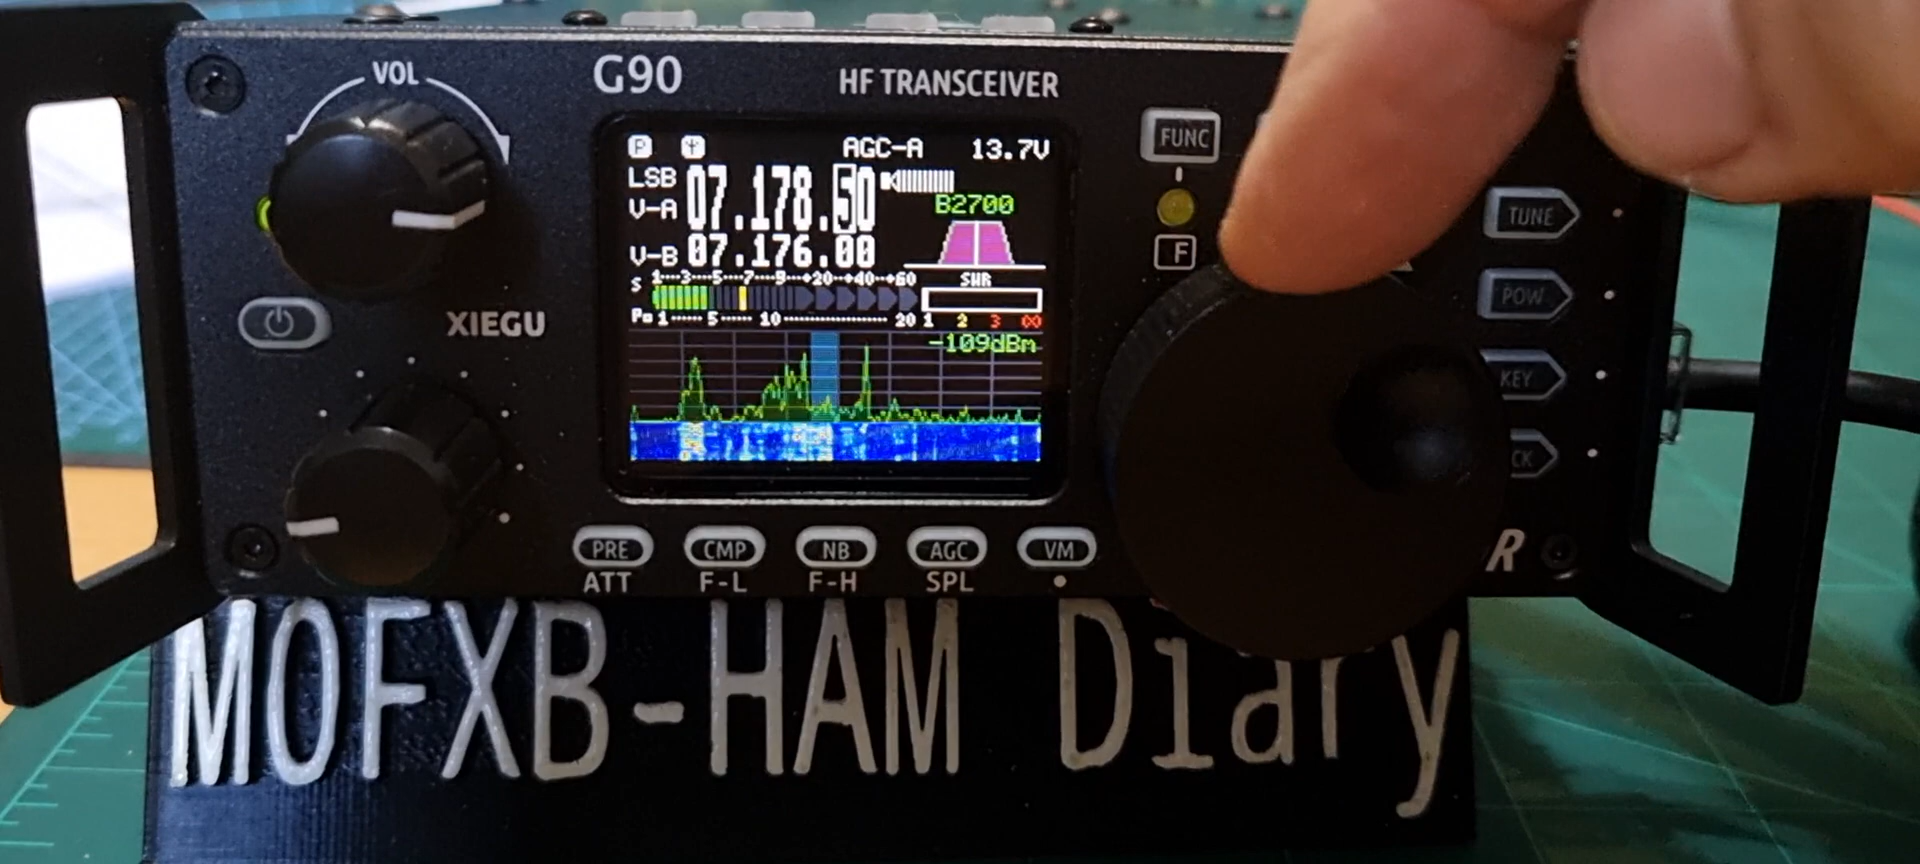 VOL
G90
HF TRANSCEIVER
FUNC
F
TUNE
POW
KEY
CK
XIEGU
P
AGC-A 13.7V
LSB
V-A 07.178.50
B2700
V-B 07.176.00
S 1 3 5 7 9 +20 +40 +60 SWR
Po 1 5 10 20 1 2 3 ∞
-109dBm
PRE CMP NB AGC VM
ATT F-L F-H SPL
R
M0FXB-HAM Diary